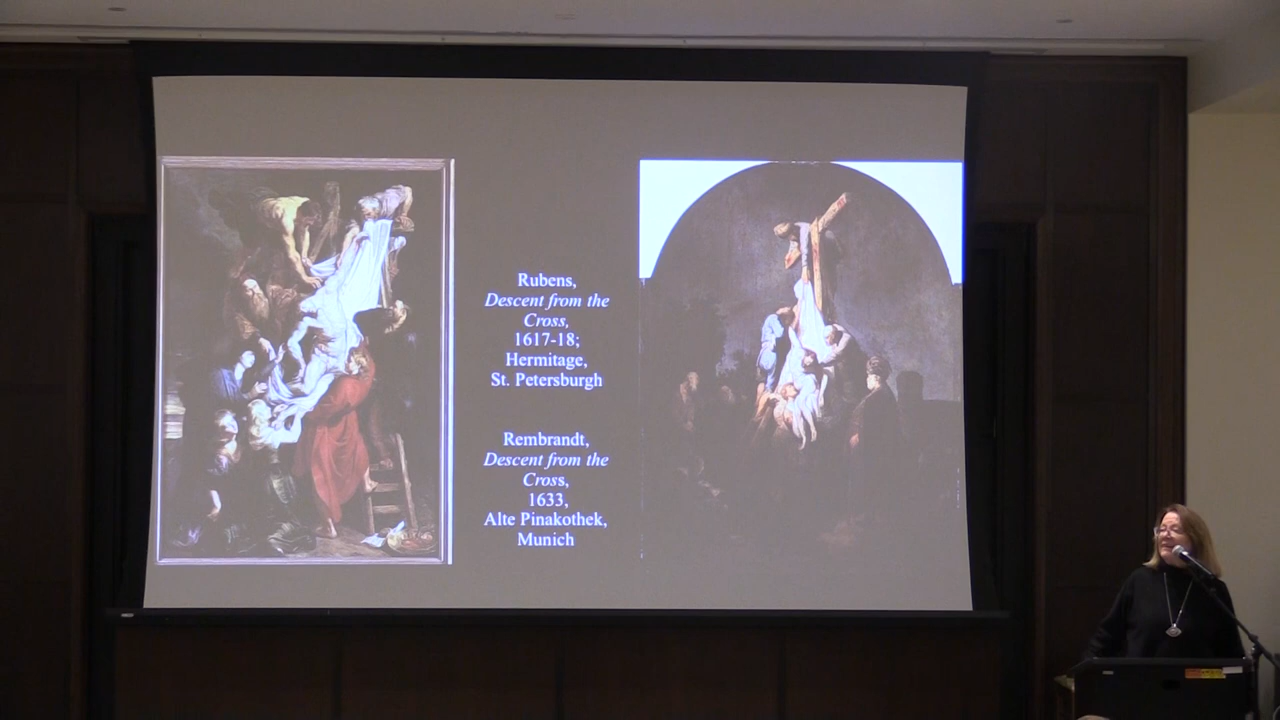 Rubens,
Descent from the
Cross,
1617-18;
Hermitage,
St. Petersburgh
Rembrandt,
Descent from the
Cross,
1633,
Alte Pinakothek,
Munich